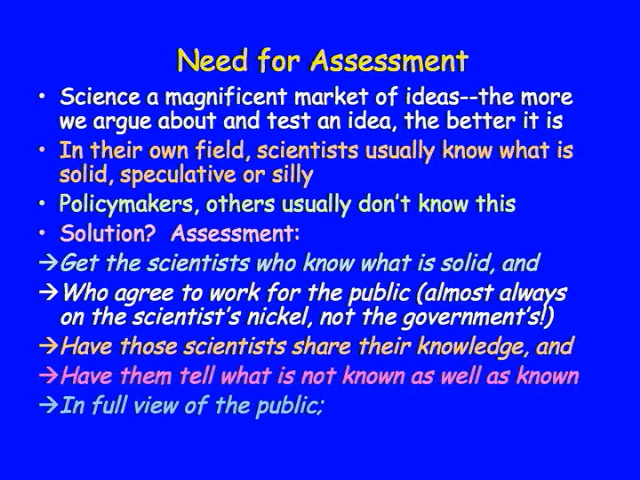 Need for Assessment
• Science a magnificent market of ideas--the more
we argue about and test an idea, the better it is
• In their own field, scientists usually know what is
solid, speculative or silly
• Policymakers, others usually don't know this
• Solution? Assessment:
→Get the scientists who know what is solid, and
→Who agree to work for the public (almost always
on the scientist's nickel, not the government's!)
→Have those scientists share their knowledge, and
→Have them tell what is not known as well as known
→In full view of the public;